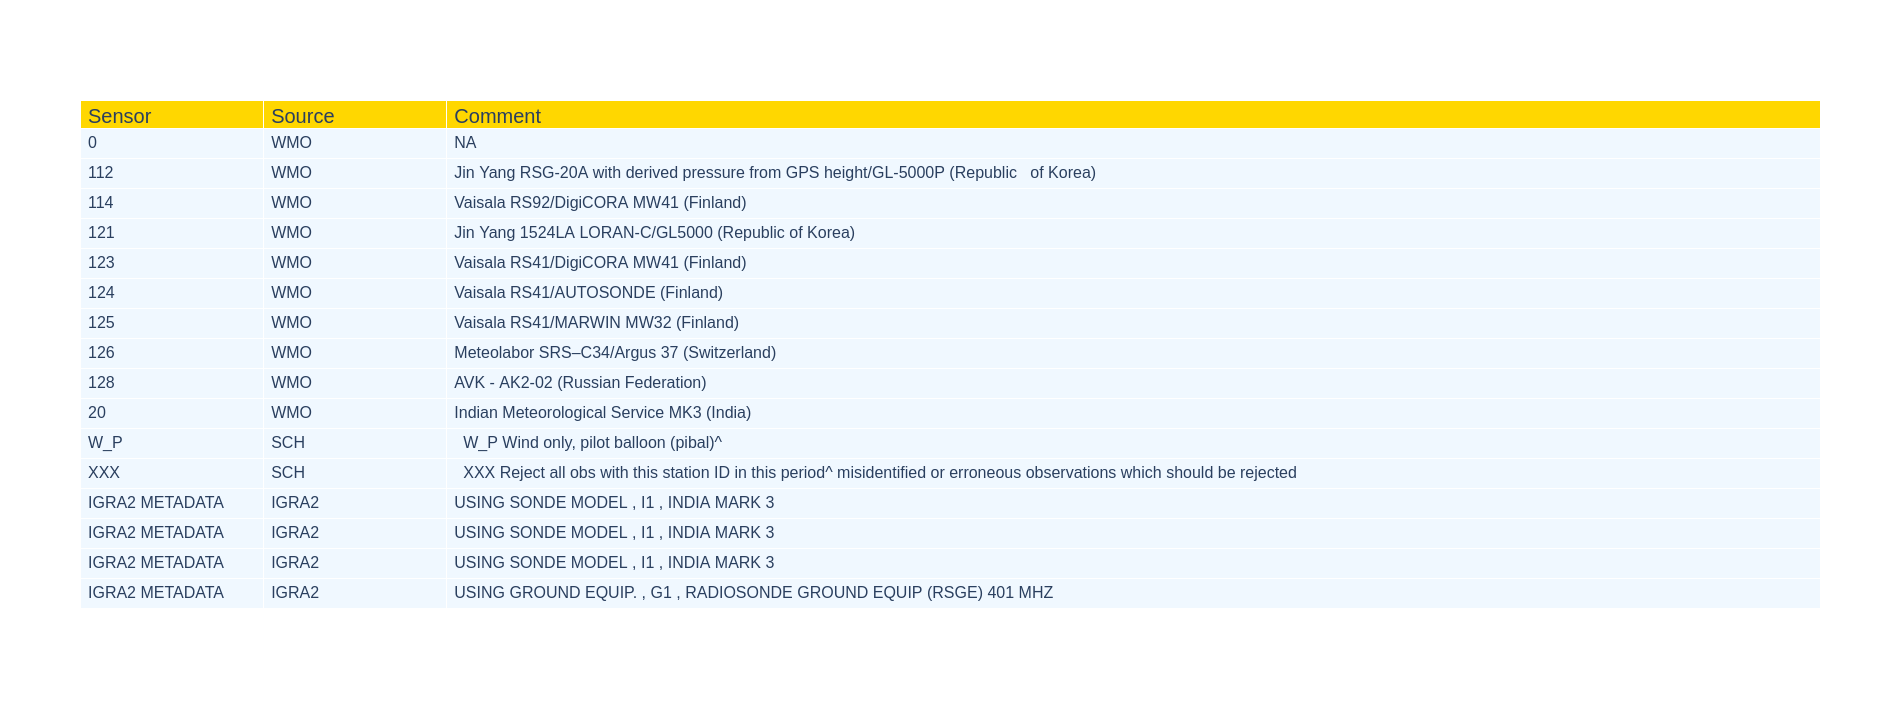 Sensor Source Comment
0 WMO NA
112 WMO Jin Yang RSG-20A with derived pressure from GPS height/GL-5000P (Republic   of Korea)
114 WMO Vaisala RS92/DigiCORA MW41 (Finland)
121 WMO Jin Yang 1524LA LORAN-C/GL5000 (Republic of Korea)
123 WMO Vaisala RS41/DigiCORA MW41 (Finland)
124 WMO Vaisala RS41/AUTOSONDE (Finland)
125 WMO Vaisala RS41/MARWIN MW32 (Finland)
126 WMO Meteolabor SRS–C34/Argus 37 (Switzerland)
128 WMO AVK - AK2-02 (Russian Federation)
20 WMO Indian Meteorological Service MK3 (India)
W_P SCH W_P Wind only, pilot balloon (pibal)^
XXX SCH XXX Reject all obs with this station ID in this period^ misidentified or erroneous observations which should be rejected
IGRA2 METADATA IGRA2 USING SONDE MODEL , I1 , INDIA MARK 3
IGRA2 METADATA IGRA2 USING SONDE MODEL , I1 , INDIA MARK 3
IGRA2 METADATA IGRA2 USING SONDE MODEL , I1 , INDIA MARK 3
IGRA2 METADATA IGRA2 USING GROUND EQUIP. , G1 , RADIOSONDE GROUND EQUIP (RSGE) 401 MHZ